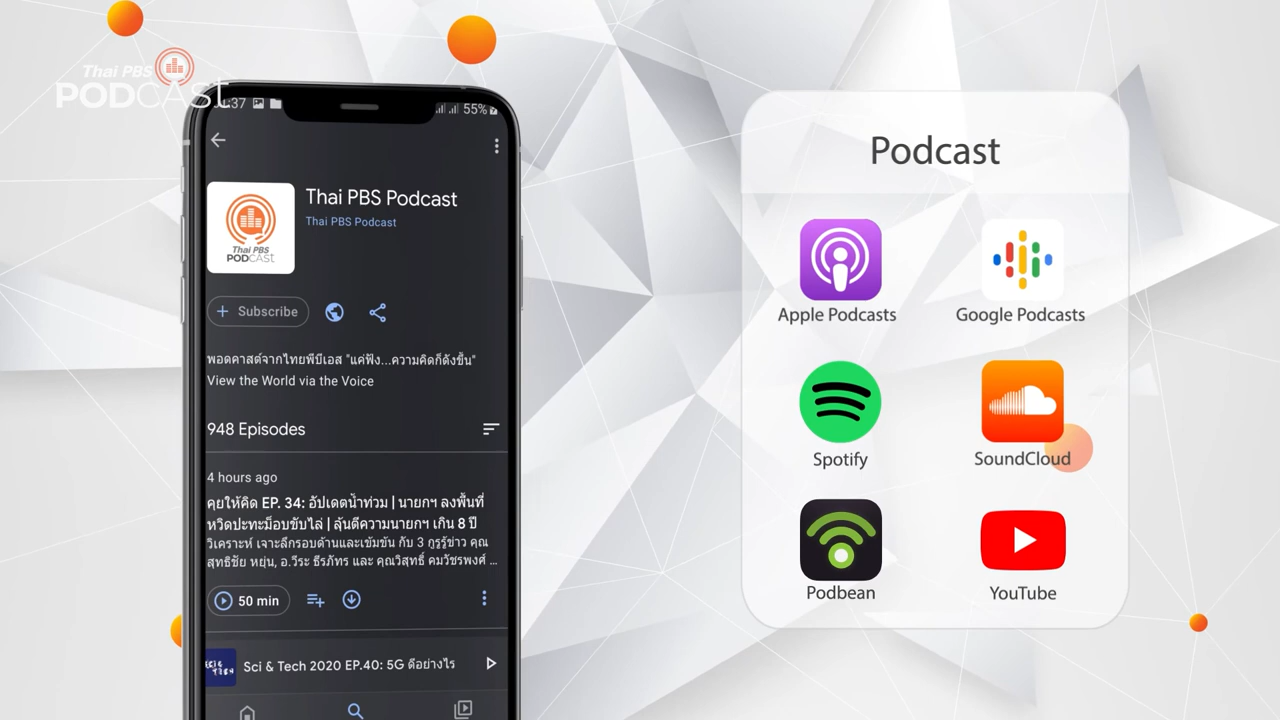 Thai PBS
PODCAST
:37
55%
Thai PBS Podcast
Thai PBS Podcast
Thai PBS
PODCAST
Subscribe
พอดคาสต์จากไทยพีบีเอส "แค่ฟัง...ความคิดก็ดังขึ้น"
View the World via the Voice
948 Episodes
4 hours ago
คุยให้คิด EP. 34: อัปเดตน้ำท่วม | นายกฯ ลงพื้นที่
หวิดปะทะม็อบขับไล่ | ลุ้นตีความนายกฯ เกิน 8 ปี
วิเคราะห์ เจาะลึกรอบด้านและเข้มข้น กับ 3 กูรูรู้ข่าว คุณ
สุทธิชัย หยุ่น, อ.วีระ ธีรภัทร และ คุณวิสุทธิ์ คมวัชรพงศ์ ...
50 min
Sci & Tech 2020 EP.40: 5G ดีอย่างไร
Podcast
Apple Podcasts
Google Podcasts
Spotify
SoundCloud
Podbean
YouTube